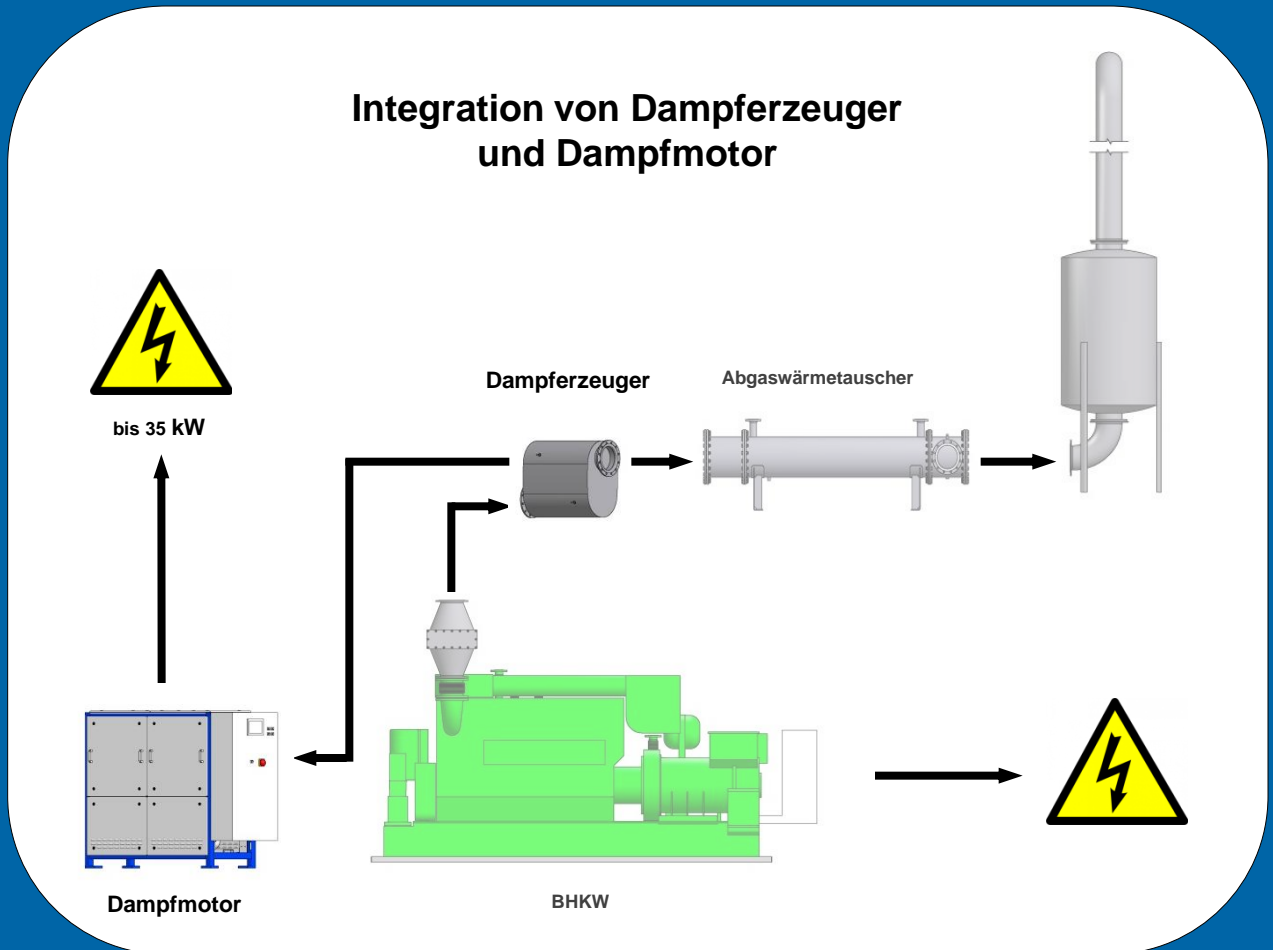 Integration von Dampferzeuger
und Dampfmotor
Dampferzeuger
Abgaswärmetauscher
bis 35 kW
Dampfmotor
BHKW